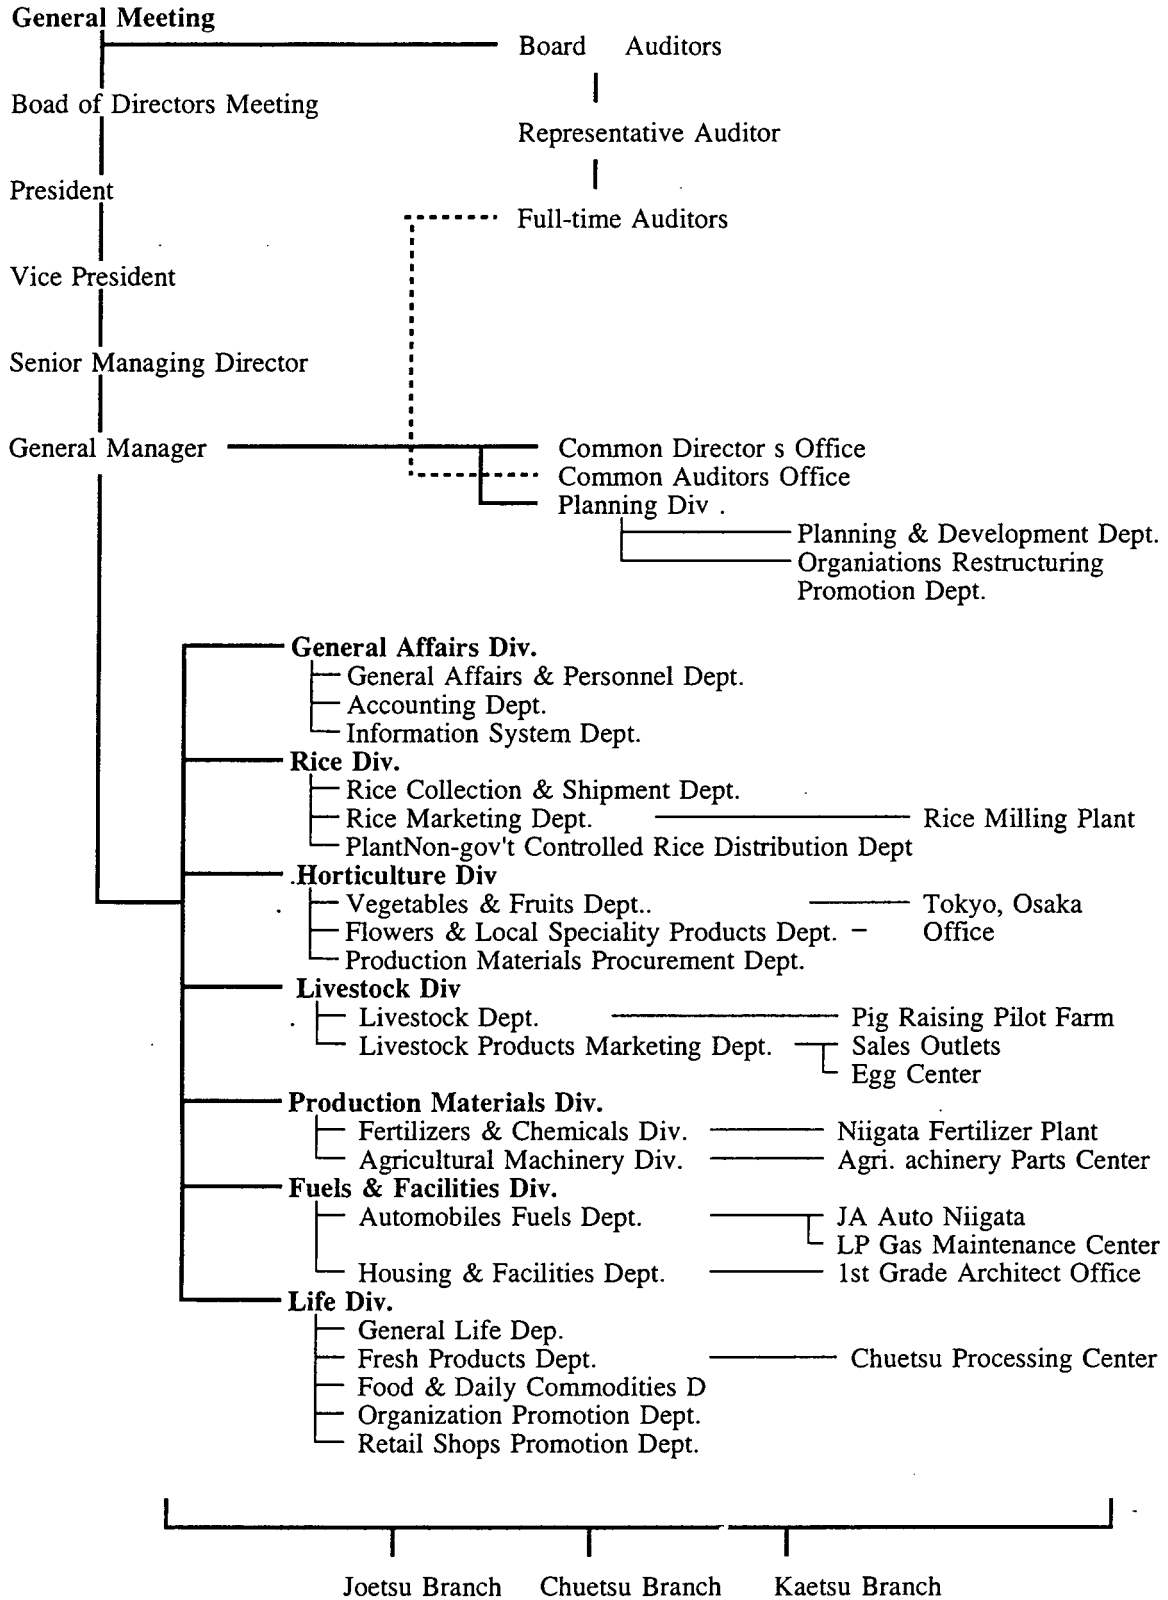 General Meeting
Board Auditors
Boad of Directors Meeting
Representative Auditor
President
Full-time Auditors
Vice President
Senior Managing Director
General Manager
Common Director s Office
Common Auditors Office
Planning Div .
Planning & Development Dept.
Organiations Restructuring
Promotion Dept.
General Affairs Div.
General Affairs & Personnel Dept.
Accounting Dept.
Information System Dept.
Rice Div.
Rice Collection & Shipment Dept.
Rice Marketing Dept. Rice Milling Plant
PlantNon-gov't Controlled Rice Distribution Dept
.Horticulture Div
Vegetables & Fruits Dept.. Tokyo, Osaka
Flowers & Local Speciality Products Dept. Office
Production Materials Procurement Dept.
Livestock Div
Livestock Dept. Pig Raising Pilot Farm
Livestock Products Marketing Dept. Sales Outlets
Egg Center
Production Materials Div.
Fertilizers & Chemicals Div. Niigata Fertilizer Plant
Agricultural Machinery Div. Agri. achinery Parts Center
Fuels & Facilities Div.
Automobiles Fuels Dept. JA Auto Niigata
LP Gas Maintenance Center
Housing & Facilities Dept. 1st Grade Architect Office
Life Div.
General Life Dep.
Fresh Products Dept. Chuetsu Processing Center
Food & Daily Commodities D
Organization Promotion Dept.
Retail Shops Promotion Dept.
Joetsu Branch Chuetsu Branch Kaetsu Branch